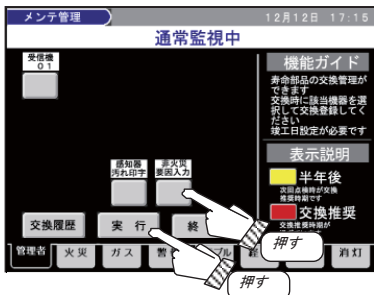 メンテ管理
12月12日 17:15
通常監視中
受信機
01
機能ガイド
寿命部品の交換管理が
できます
交換時に該当機器を選
択して交換登録してく
ださい
竣工日設定が必要です
感知器
汚れ印字
非火災
要因入力
表示説明
半年後
次回点検時が交換
推奨時期です
交換推奨
交換推奨時期が
交換履歴
実 行
終
押す
管理者
火災
ガス
消灯
押す